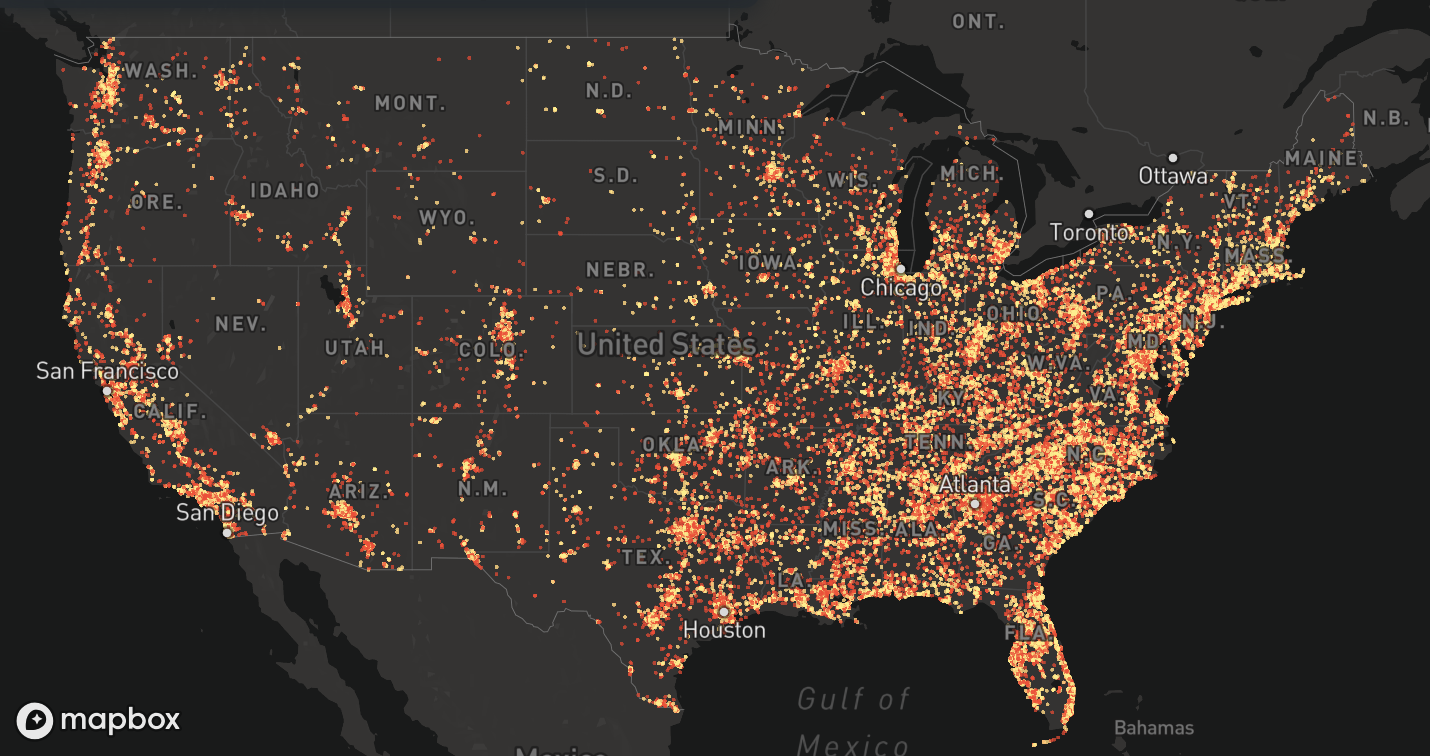 ONT.
WASH.
MONT.
N.D.
MINN.
N.B.
MAINE
Ottawa
ORE.
IDAHO
S.D.
WIS.
MICH.
VT.
WYO.
Toronto
N.Y.
MASS.
NEBR.
IOWA
Chicago
PA.
NEV.
UTAH
COLO.
United States
ILL.
IND.
OHIO
N.J.
MD.
San Francisco
W.VA.
CALIF.
KY.
VA.
OKLA.
TENN.
N.C.
ARIZ.
N.M.
ARK.
Atlanta
S.C.
San Diego
TEX.
MISS.
ALA.
GA.
LA.
Houston
FLA.
Gulf of
Mexico
Bahamas
mapbox
Mexico